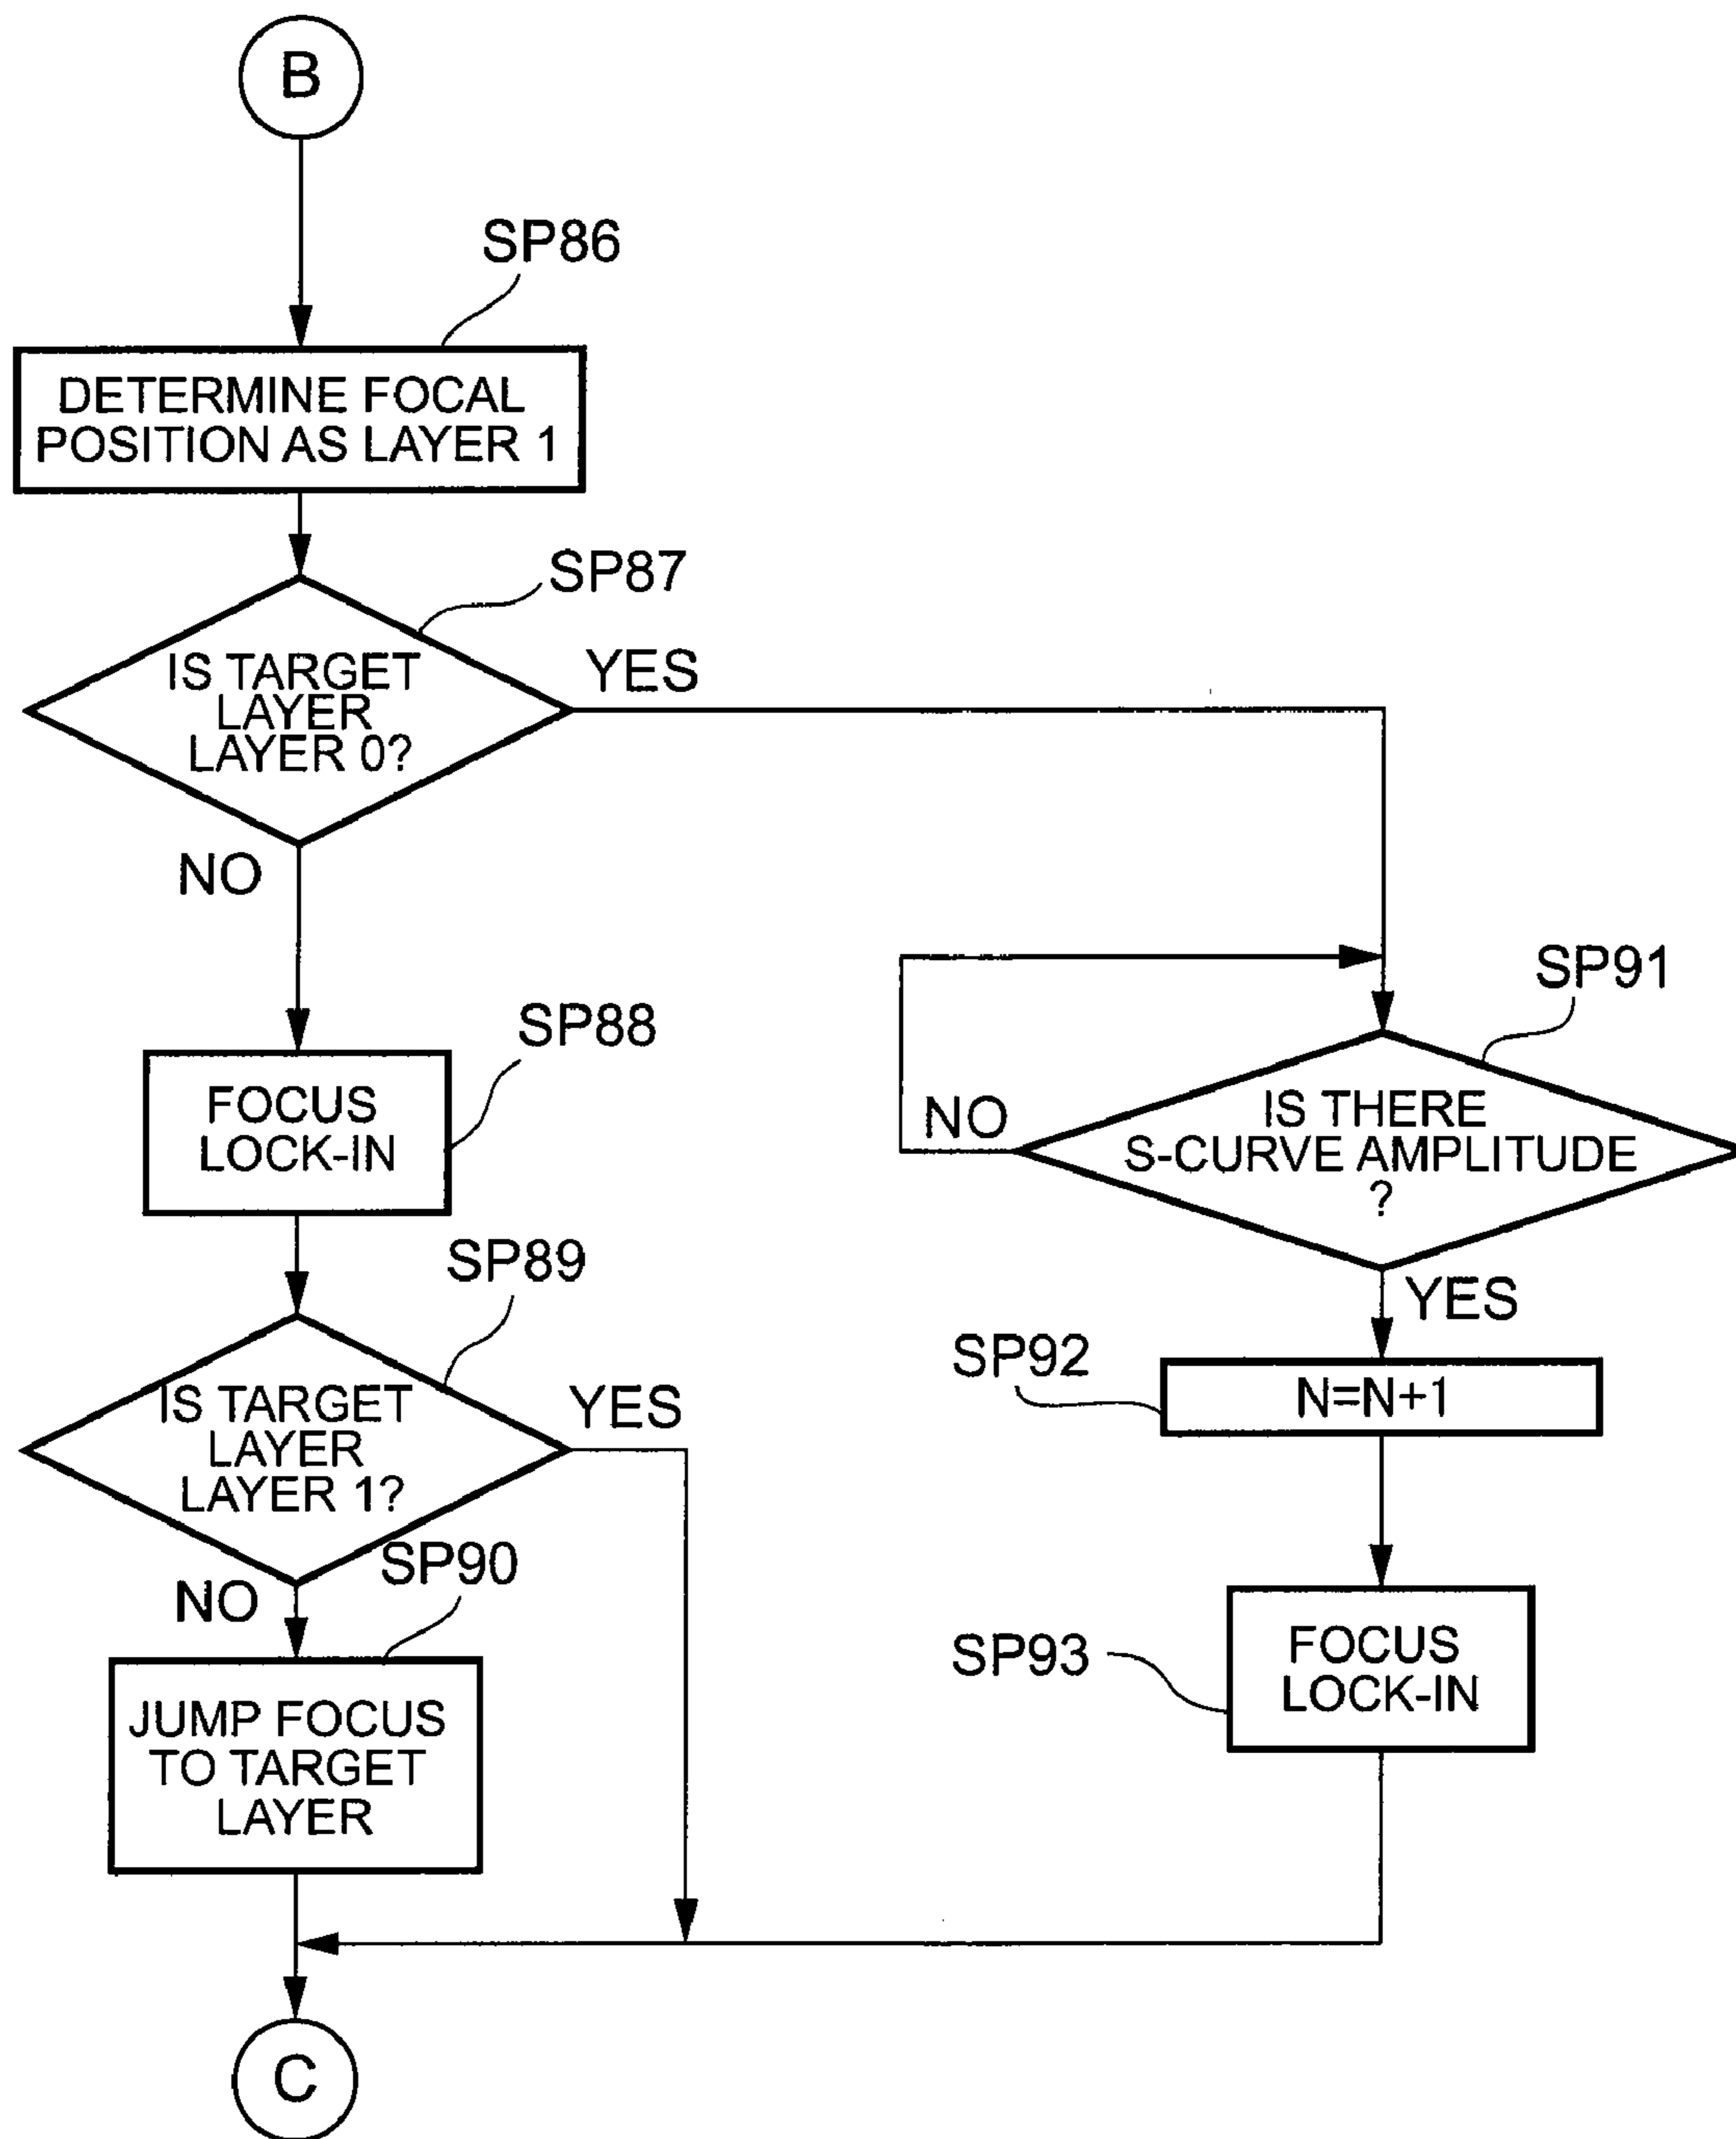 B
SP86
DETERMINE FOCAL
POSITION AS LAYER 1
SP87
IS TARGET
LAYER
LAYER 0?
YES
NO
SP88
FOCUS
LOCK-IN
SP89
IS TARGET
LAYER
LAYER 1?
YES
NO
SP90
JUMP FOCUS
TO TARGET
LAYER
SP91
IS THERE
S-CURVE AMPLITUDE
?
NO
YES
SP92
N=N+1
SP93
FOCUS
LOCK-IN
C